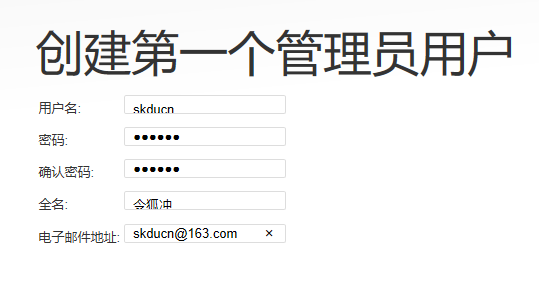 创建第一个管理员用户
用户名: skducn
密码: ••••••
确认密码: ••••••
全名: 令狐冲
电子邮件地址: skducn@163.com ×